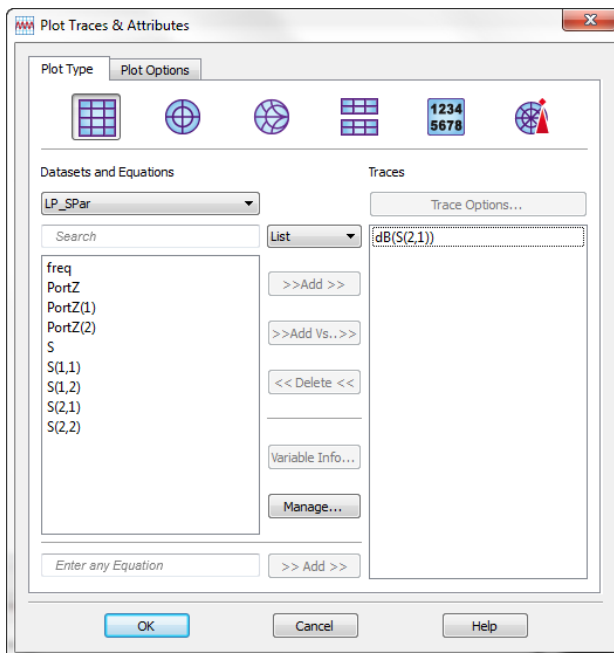 Plot Traces & Attributes
x
Plot Type
Plot Options
1234
5678
Datasets and Equations
Traces
LP_SPar
Trace Options...
Search
List
dB(S(2,1))
freq
PortZ
PortZ(1)
PortZ(2)
S
S(1,1)
S(1,2)
S(2,1)
S(2,2)
>>Add >>
>>Add Vs..>>
<< Delete <<
Variable Info...
Manage...
Enter any Equation
>> Add >>
OK
Cancel
Help